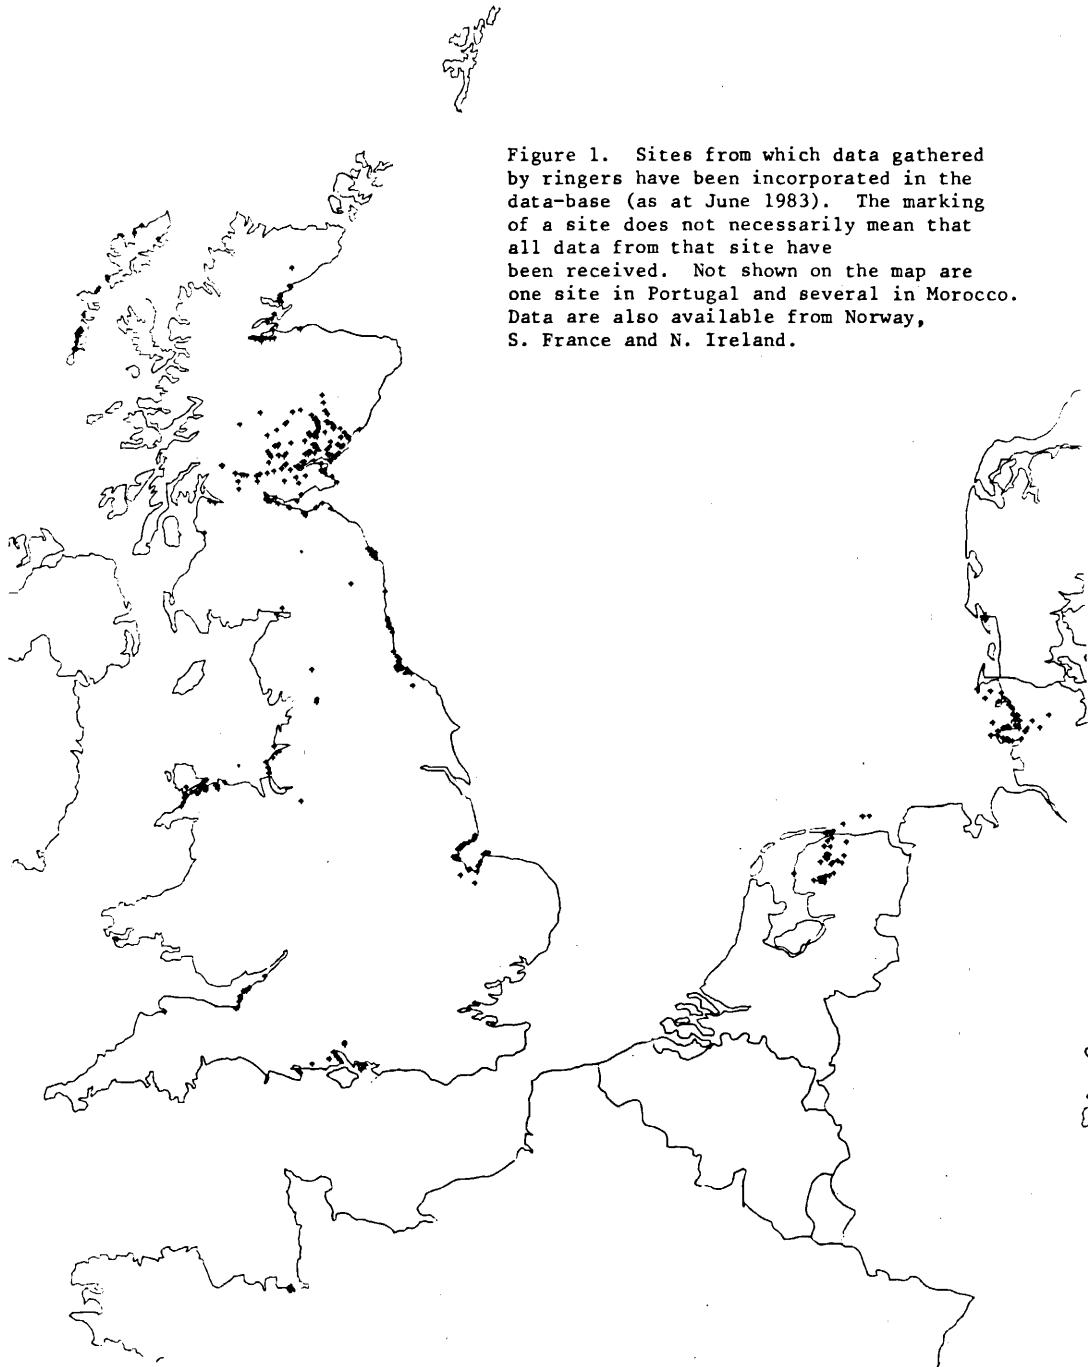 Figure 1.  Sites from which data gathered
by ringers have been incorporated in the
data-base (as at June 1983).  The marking
of a site does not necessarily mean that
all data from that site have
been received.  Not shown on the map are
one site in Portugal and several in Morocco.
Data are also available from Norway,
S. France and N. Ireland.